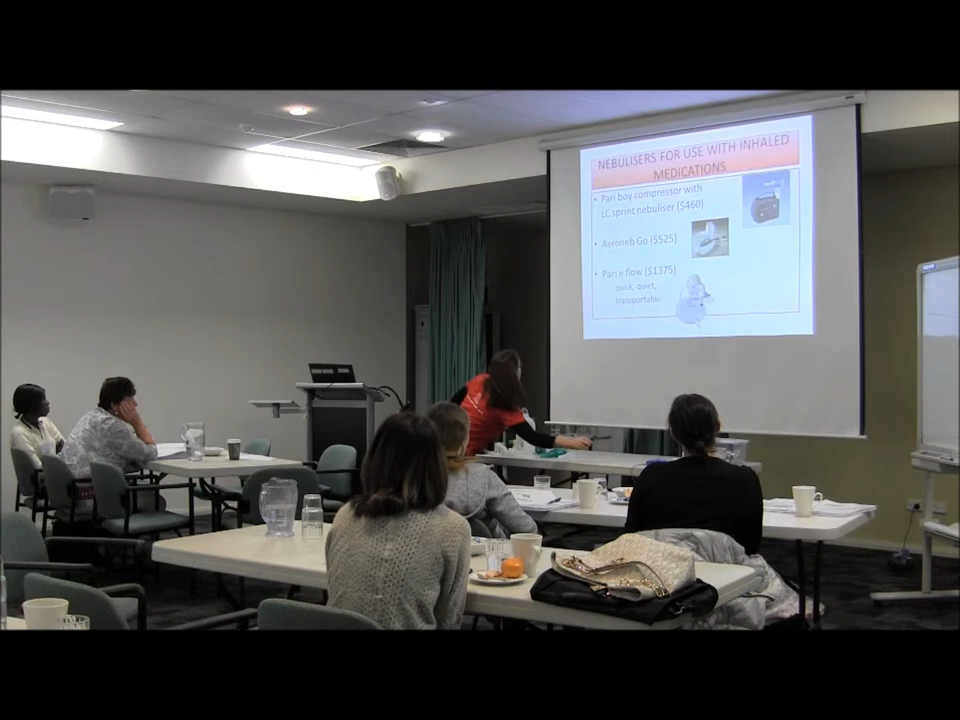 NEBULISERS FOR USE WITH INHALED
MEDICATIONS
• Pari boy compressor with
LC sprint nebuliser ($460)
• Aeroneb Go ($525)
• Pari e flow ($1375)
quick, quiet,
transportable